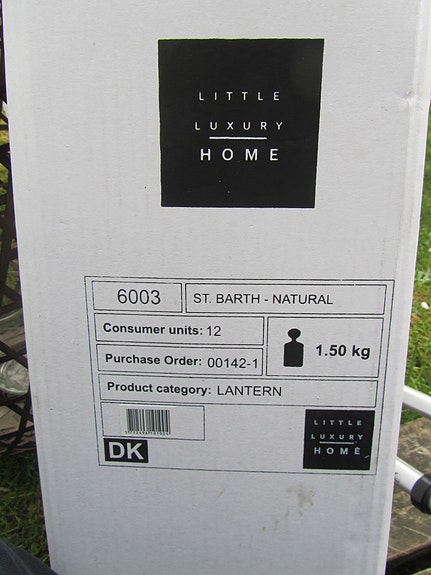 LITTLE
LUXURY
HOME
6003
ST. BARTH - NATURAL
Consumer units: 12
1.50 kg
Purchase Order: 00142-1
Product category: LANTERN
DK
LITTLE
LUXURY
HOME